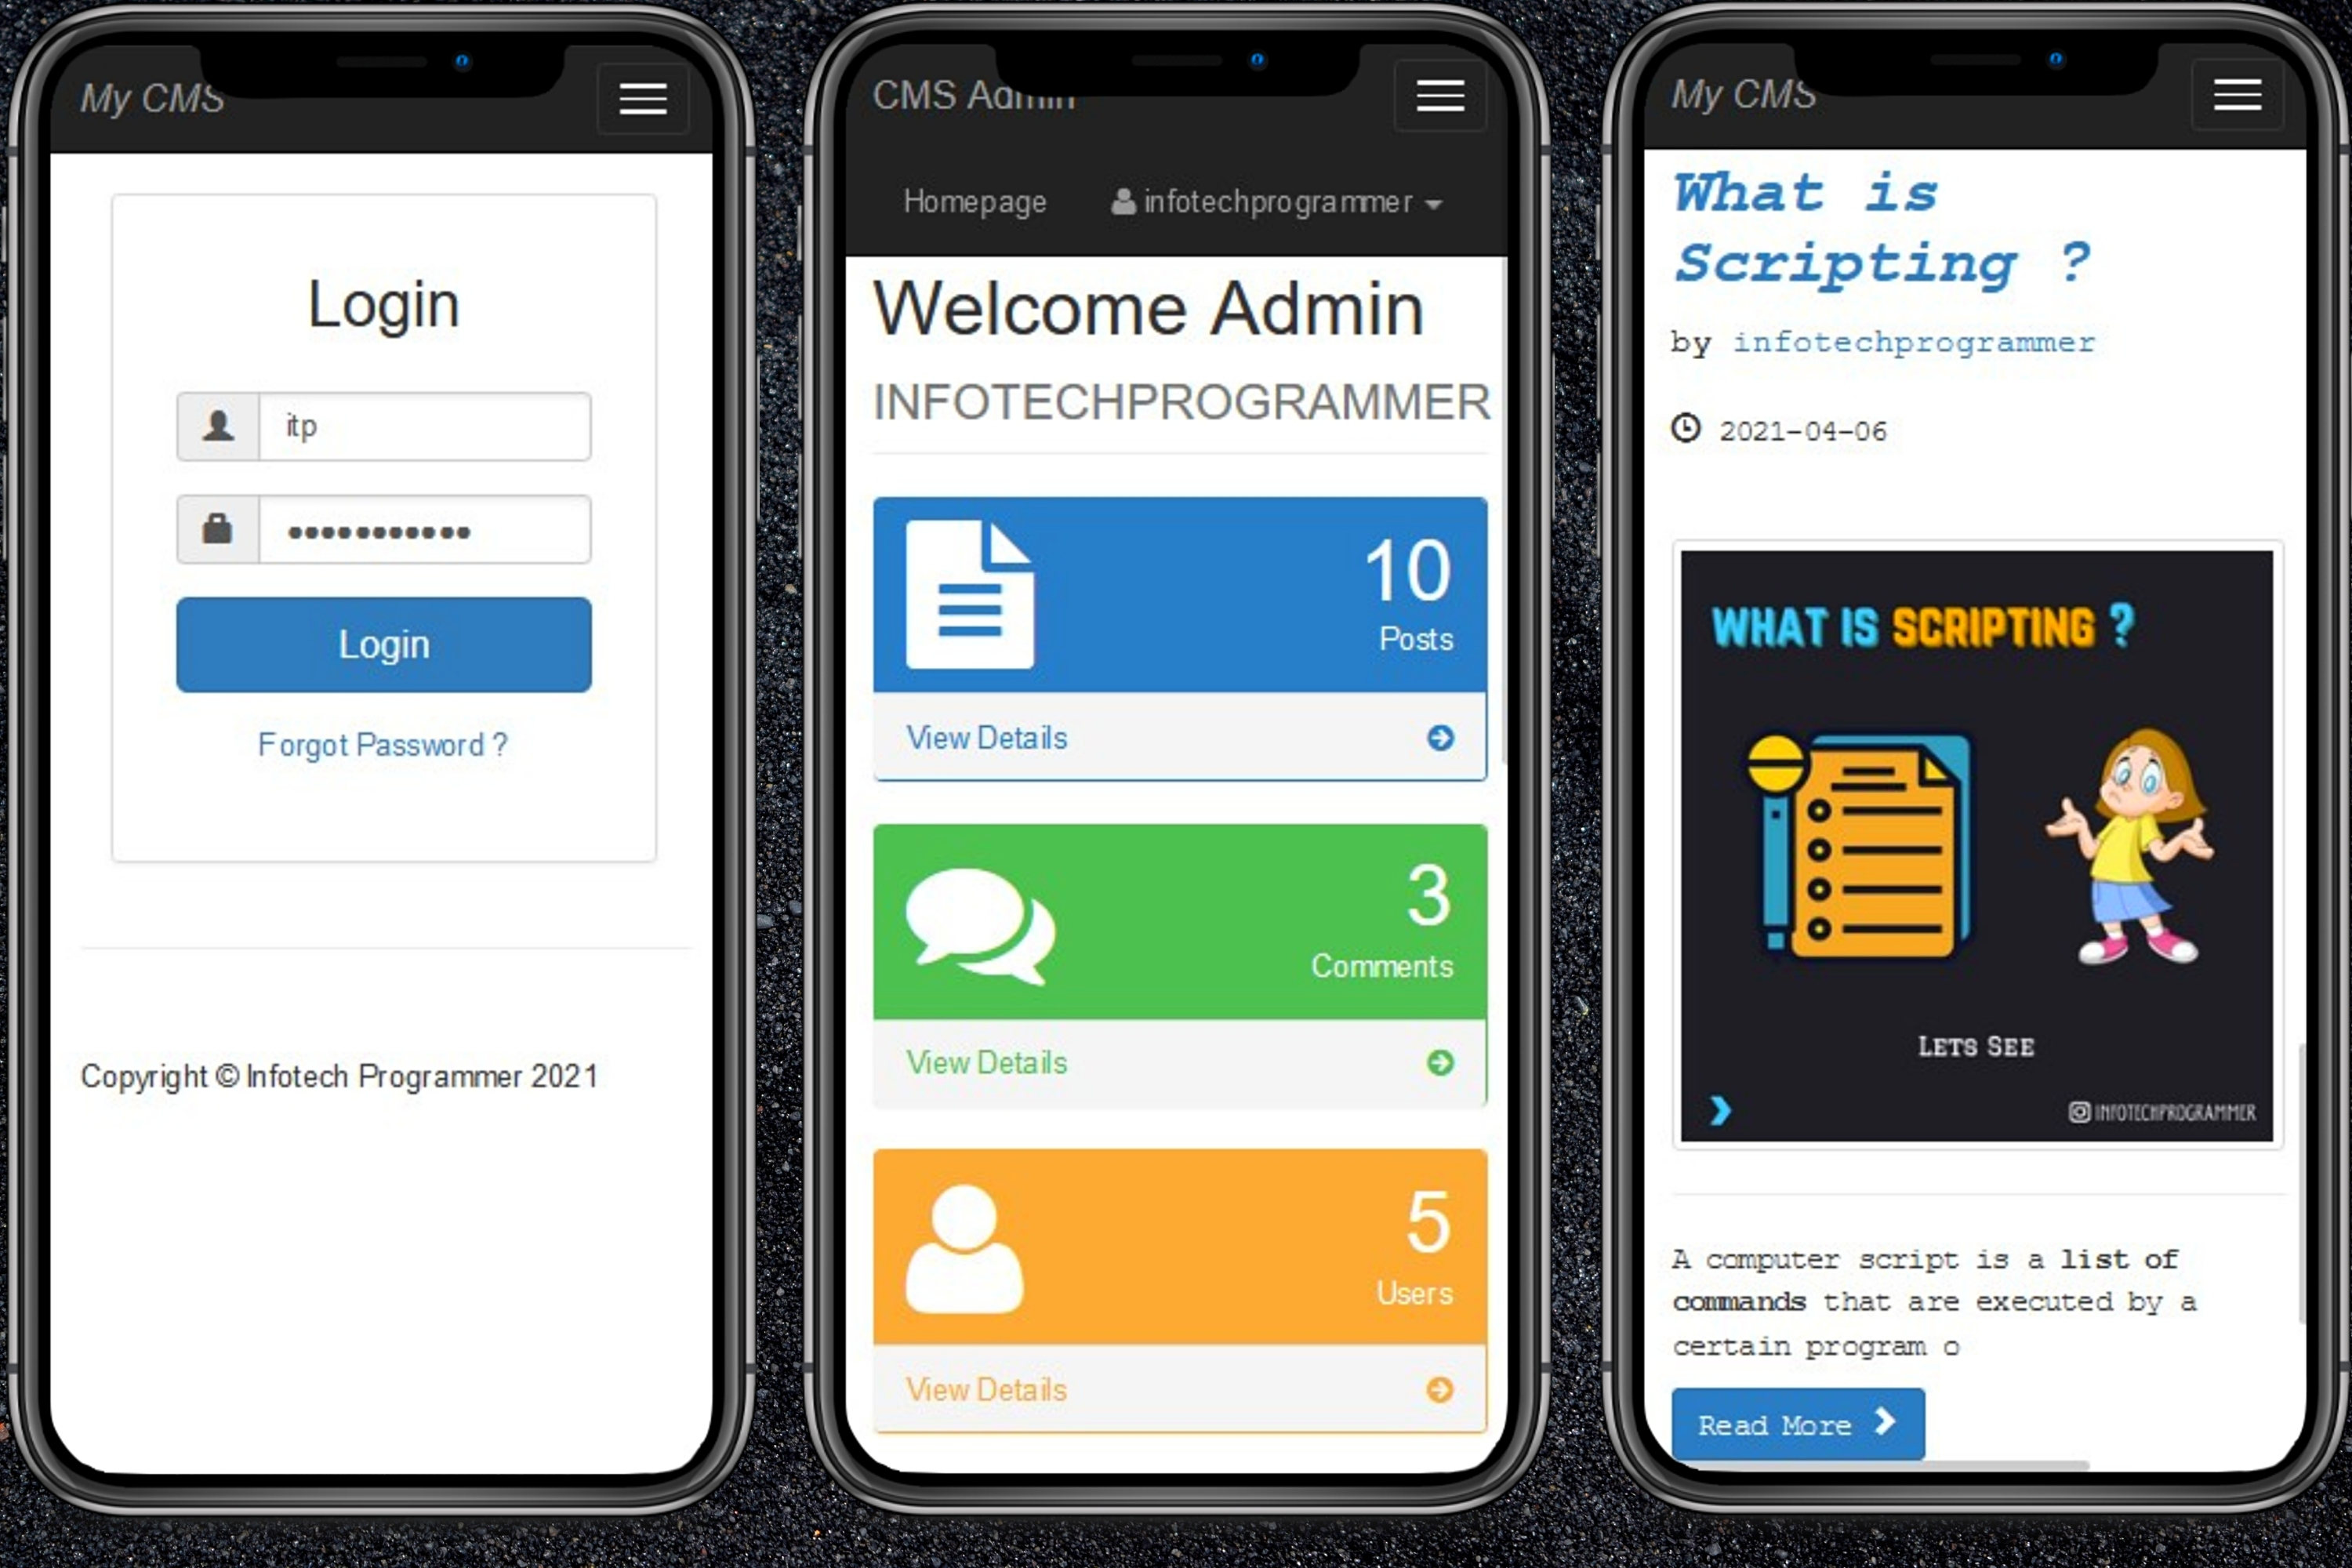 My CMS
Login
itp
Login
Forgot Password ?
Copyright © Infotech Programmer 2021
CMS Admin
Homepage
infotechprogrammer
Welcome Admin
INFOTECHPROGRAMMER
10
Posts
View Details
3
Comments
View Details
5
Users
View Details
My CMS
What is
Scripting ?
by infotechprogrammer
2021-04-06
WHAT IS SCRIPTING ?
LETS SEE
INFOTECHPROGRAMMER
A computer script is a list of
commands that are executed by a
certain program o
Read More